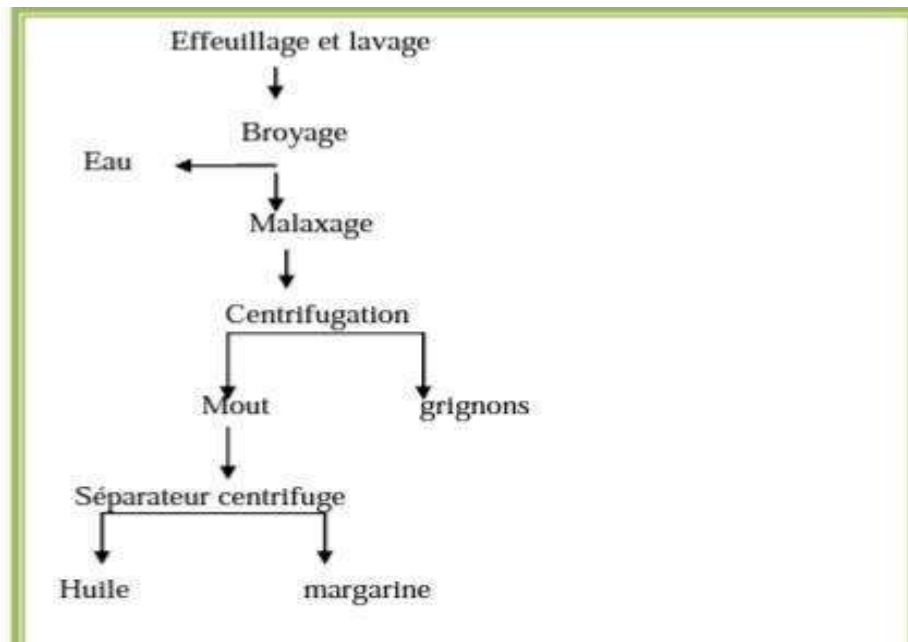 Effeuillage et lavage
Broyage
Eau
Malaxage
Centrifugation
Mout grignons
Séparateur centrifuge
Huile margarine